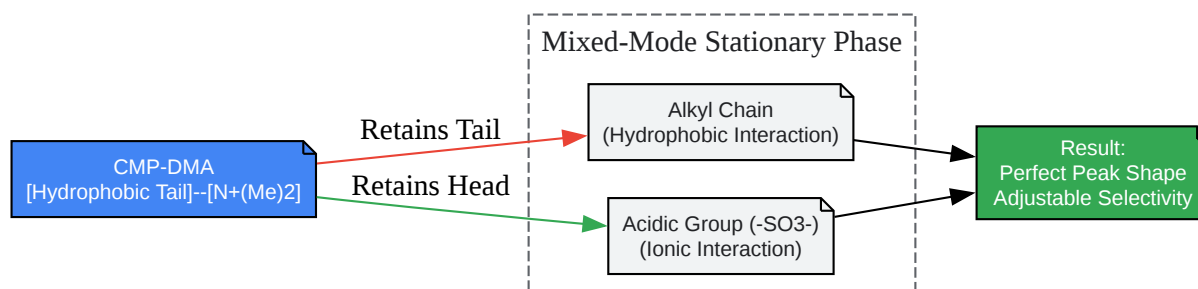 Mixed-Mode Stationary Phase
CMP-DMA
[Hydrophobic Tail]--[N+(Me)2]
Retains Tail
Retains Head
Alkyl Chain
(Hydrophobic Interaction)
Acidic Group (-SO3-)
(Ionic Interaction)
Result:
Perfect Peak Shape
Adjustable Selectivity